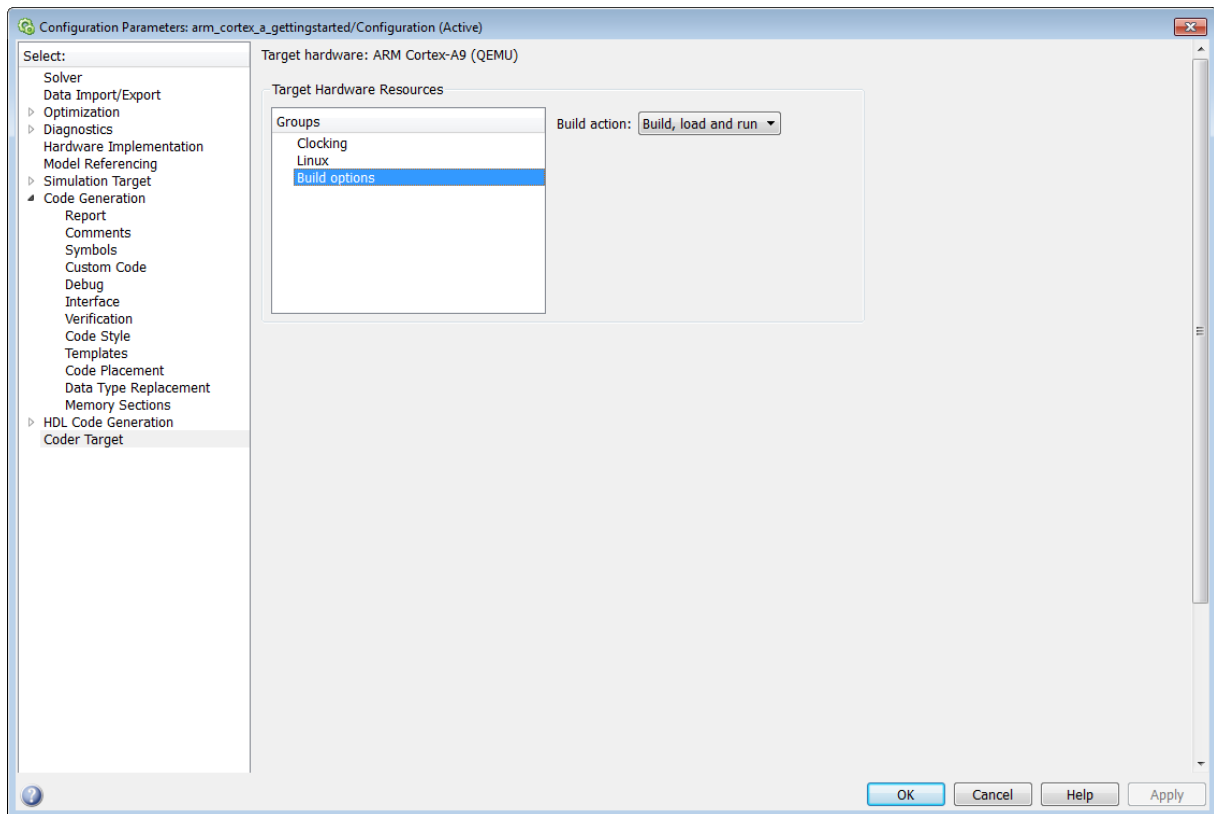 Configuration Parameters: arm_cortex_a_gettingstarted/Configuration (Active)
Select:
Solver
Data Import/Export
Optimization
Diagnostics
Hardware Implementation
Model Referencing
Simulation Target
Code Generation
Report
Comments
Symbols
Custom Code
Debug
Interface
Verification
Code Style
Templates
Code Placement
Data Type Replacement
Memory Sections
HDL Code Generation
Coder Target
Target hardware: ARM Cortex-A9 (QEMU)
Target Hardware Resources
Groups
Clocking
Linux
Build options
Build action: Build, load and run
OK Cancel Help Apply